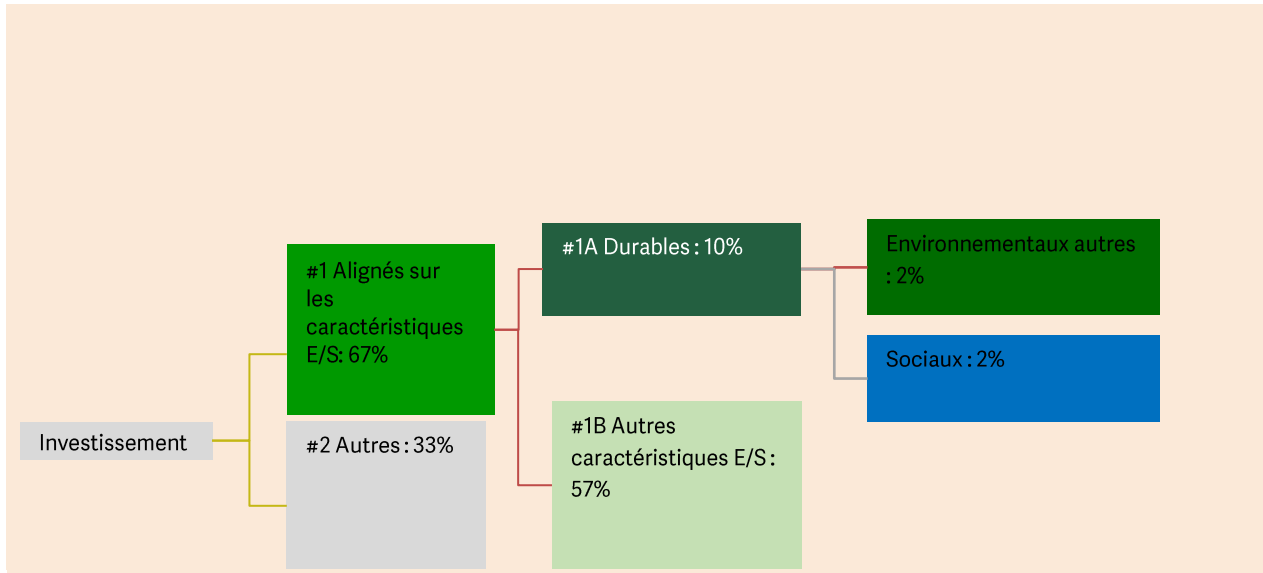 Investissement
#1 Alignés sur
les
caractéristiques
E/S: 67%
#2 Autres : 33%
#1A Durables : 10%
#1B Autres
caractéristiques E/S :
57%
Environnementaux autres
: 2%
Sociaux : 2%